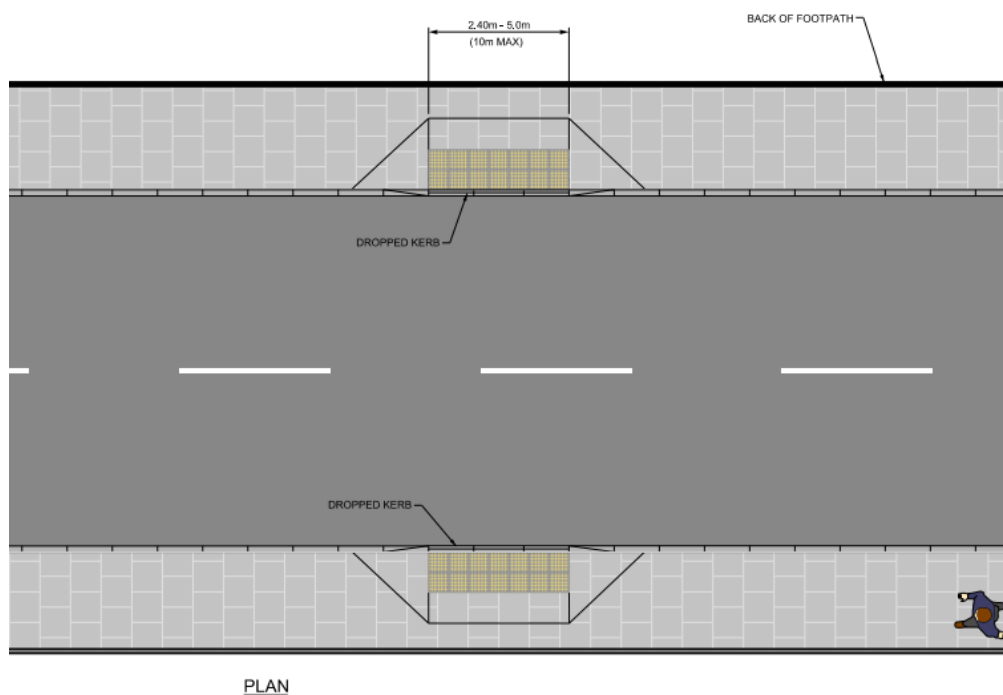 BACK OF FOOTPATH
2.40m - 5.0m
(10m MAX)
DROPPED KERB
DROPPED KERB
PLAN